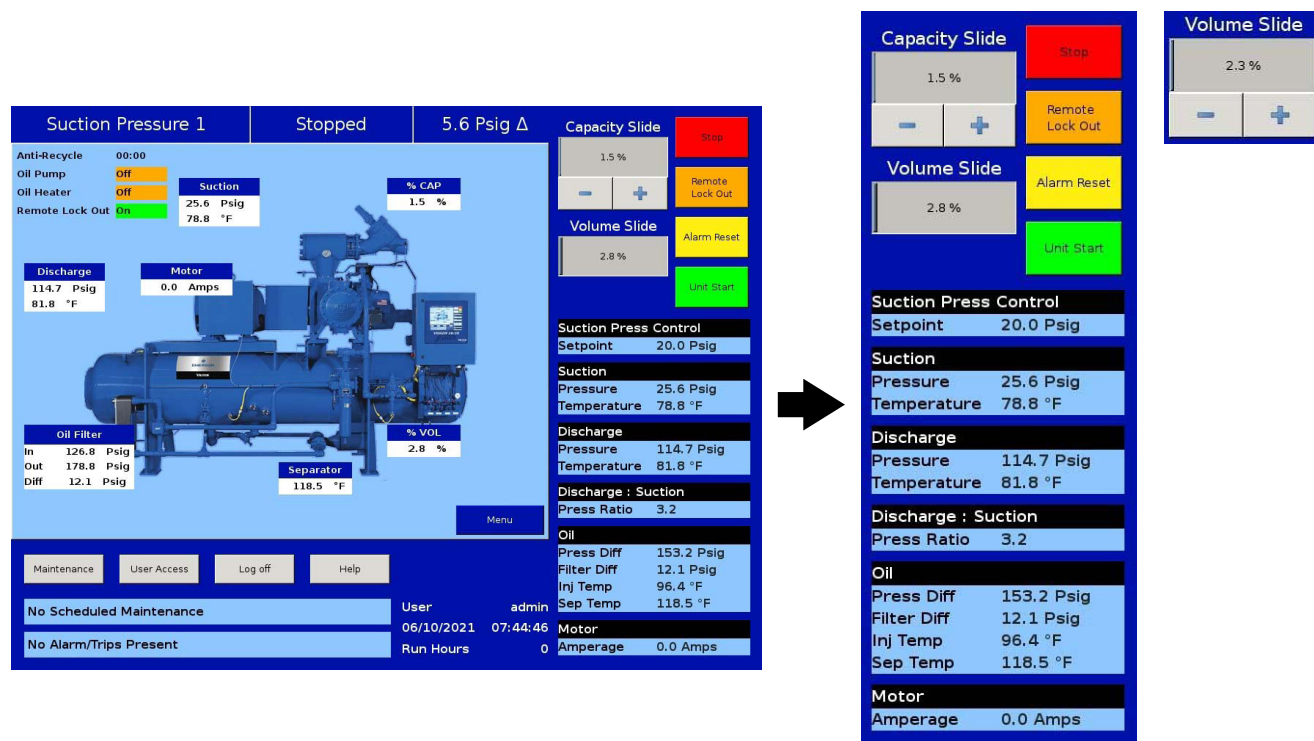 Suction Pressure 1
Stopped
5.6 Psig Δ
Anti-Recycle 00:00
Oil Pump Off
Oil Heater Off
Remote Lock Out On
Suction
25.6 Psig
78.8 °F
% CAP
1.5 %
Discharge
114.7 Psig
81.8 °F
Motor
0.0 Amps
Oil Filter
In 126.8 Psig
Out 178.8 Psig
Diff 12.1 Psig
Separator
118.5 °F
% VOL
2.8 %
Menu
Maintenance
User Access
Log off
Help
No Scheduled Maintenance
No Alarm/Trips Present
User admin
06/10/2021 07:44:46
Run Hours 0
Capacity Slide
1.5 %
Volume Slide
2.8 %
Stop
Remote
Lock Out
Alarm Reset
Unit Start
Suction Press Control
Setpoint 20.0 Psig
Suction
Pressure 25.6 Psig
Temperature 78.8 °F
Discharge
Pressure 114.7 Psig
Temperature 81.8 °F
Discharge : Suction
Press Ratio 3.2
Oil
Press Diff 153.2 Psig
Filter Diff 12.1 Psig
Inj Temp 96.4 °F
Sep Temp 118.5 °F
Motor
Amperage 0.0 Amps
Capacity Slide
1.5 %
Volume Slide
2.8 %
Stop
Remote
Lock Out
Alarm Reset
Unit Start
Suction Press Control
Setpoint 20.0 Psig
Suction
Pressure 25.6 Psig
Temperature 78.8 °F
Discharge
Pressure 114.7 Psig
Temperature 81.8 °F
Discharge : Suction
Press Ratio 3.2
Oil
Press Diff 153.2 Psig
Filter Diff 12.1 Psig
Inj Temp 96.4 °F
Sep Temp 118.5 °F
Motor
Amperage 0.0 Amps
Volume Slide
2.3 %